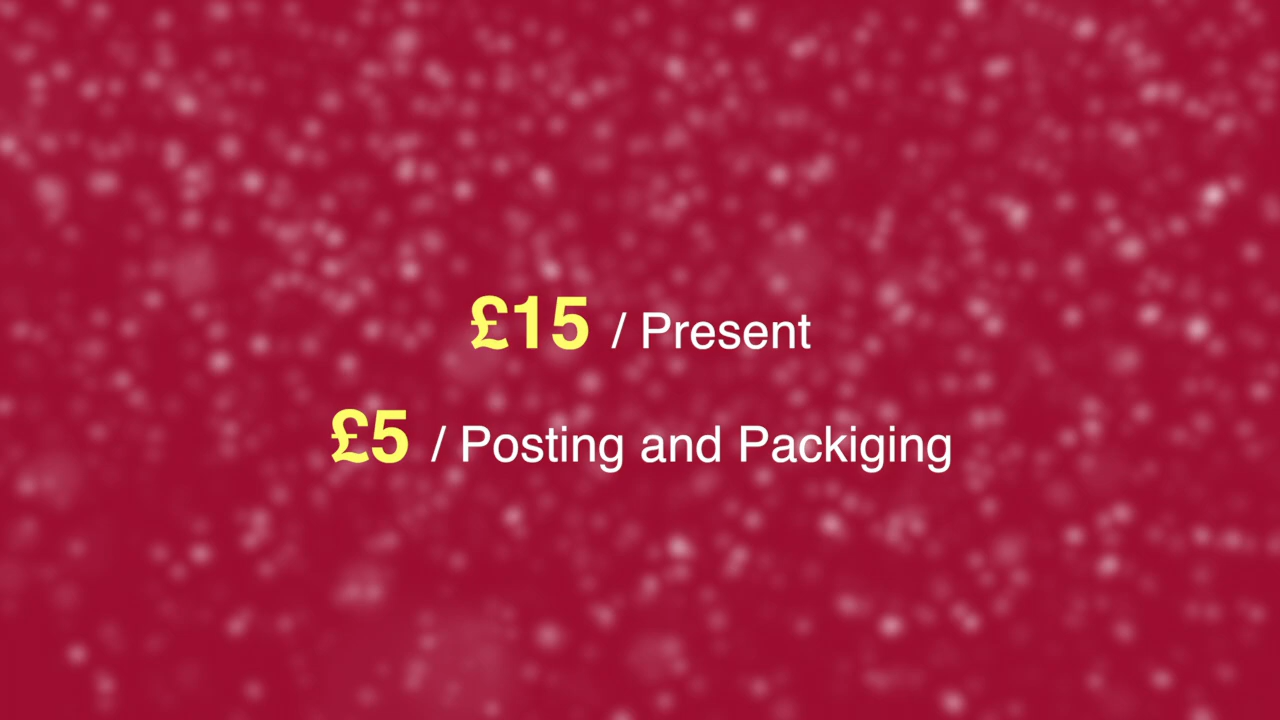 £15 / Present
£5 / Posting and Packiging